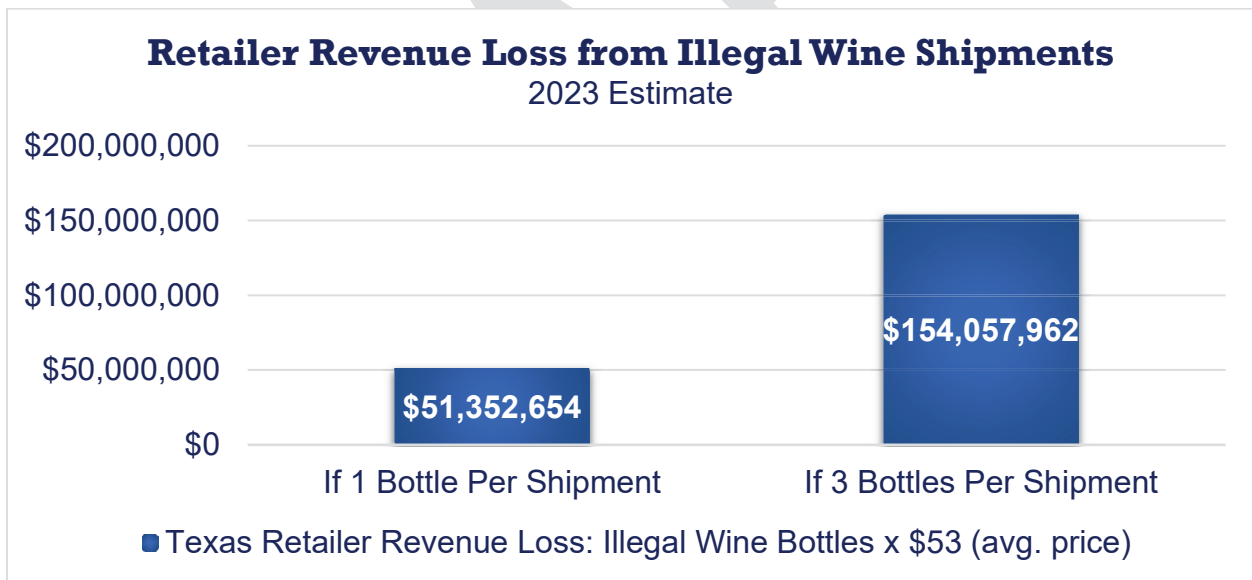 Retailer Revenue Loss from Illegal Wine Shipments
2023 Estimate
$200,000,000
$150,000,000
$100,000,000
$50,000,000
$0
$51,352,654
$154,057,962
If 1 Bottle Per Shipment
If 3 Bottles Per Shipment
Texas Retailer Revenue Loss: Illegal Wine Bottles x $53 (avg. price)